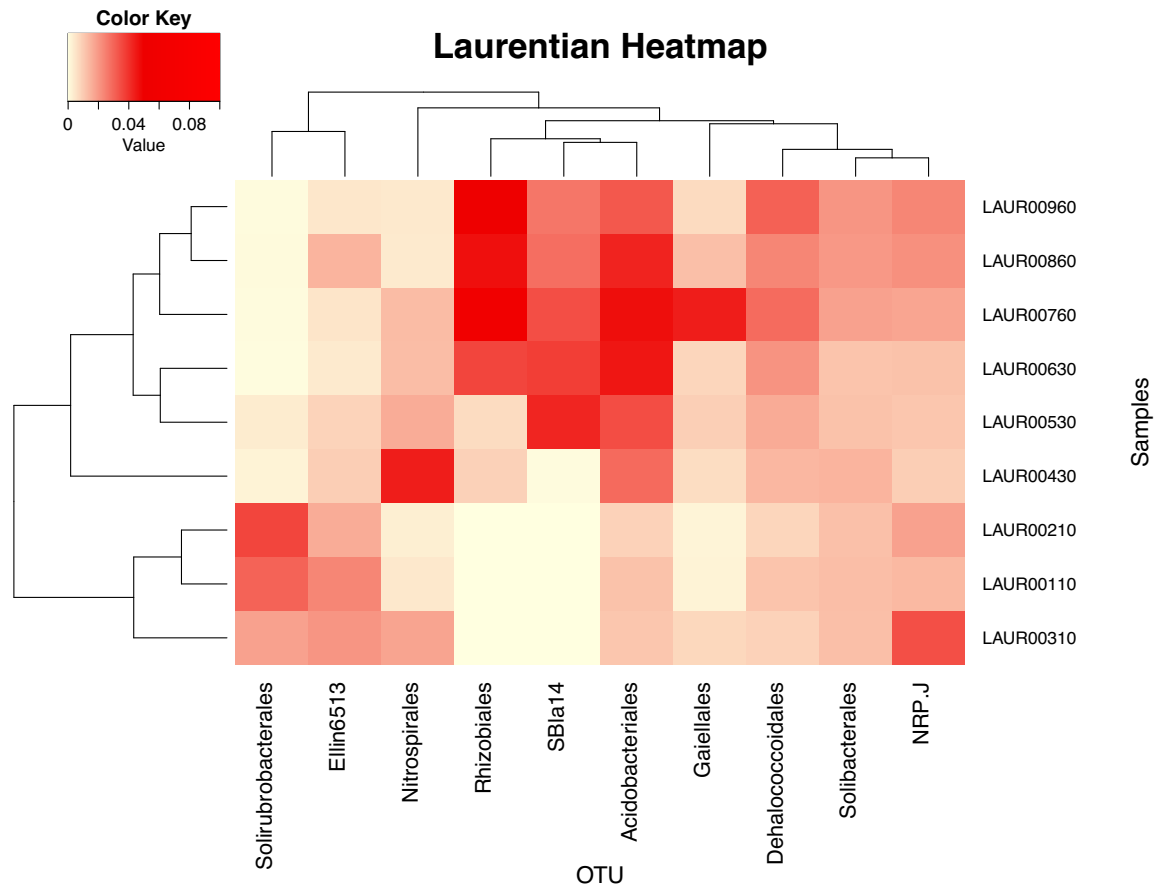 Color Key
0 0.04 0.08
Value
Laurentian Heatmap
LAUR00960
LAUR00860
LAUR00760
LAUR00630
LAUR00530
LAUR00430
LAUR00210
LAUR00110
LAUR00310
Samples
Solirubrobacterales
Ellin6513
Nitrospirales
Rhizobiales
SBla14
Acidobacteriales
Gaiellales
Dehalococcoidales
Solibacterales
NRP.J
OTU